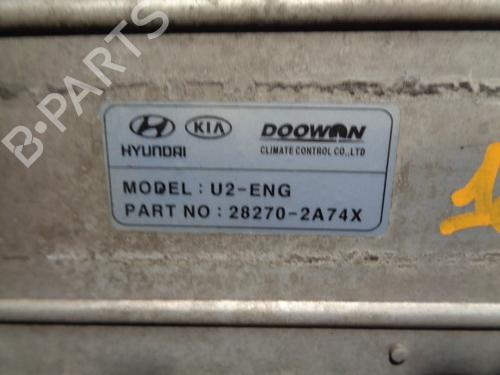 B-PARTS
HYUNDAI KIA DOOWON
CLIMATE CONTROL CO.,LTD
MODEL : U2-ENG
PART NO : 28270-2A74X